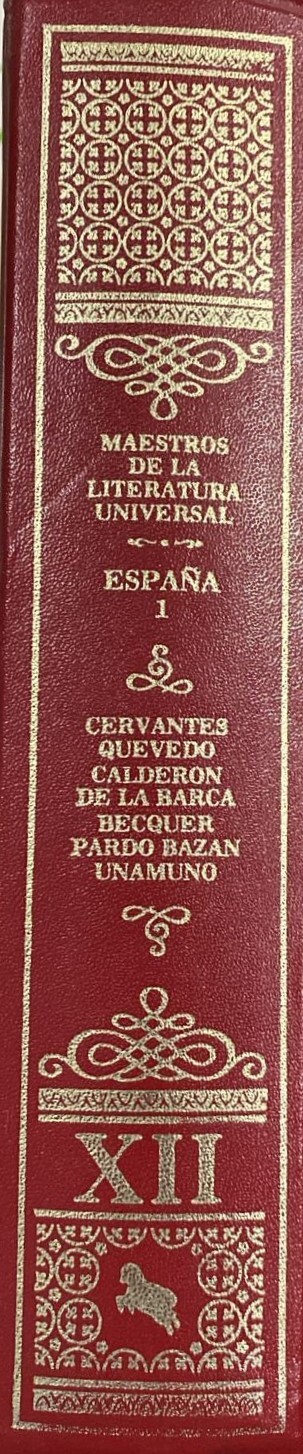 MAESTROS
DE LA
LITERATURA
UNIVERSAL
ESPAÑA
1
CERVANTES
QUEVEDO
CALDERON
DE LA BARCA
BECQUER
PARDO BAZAN
UNAMUNO
XII